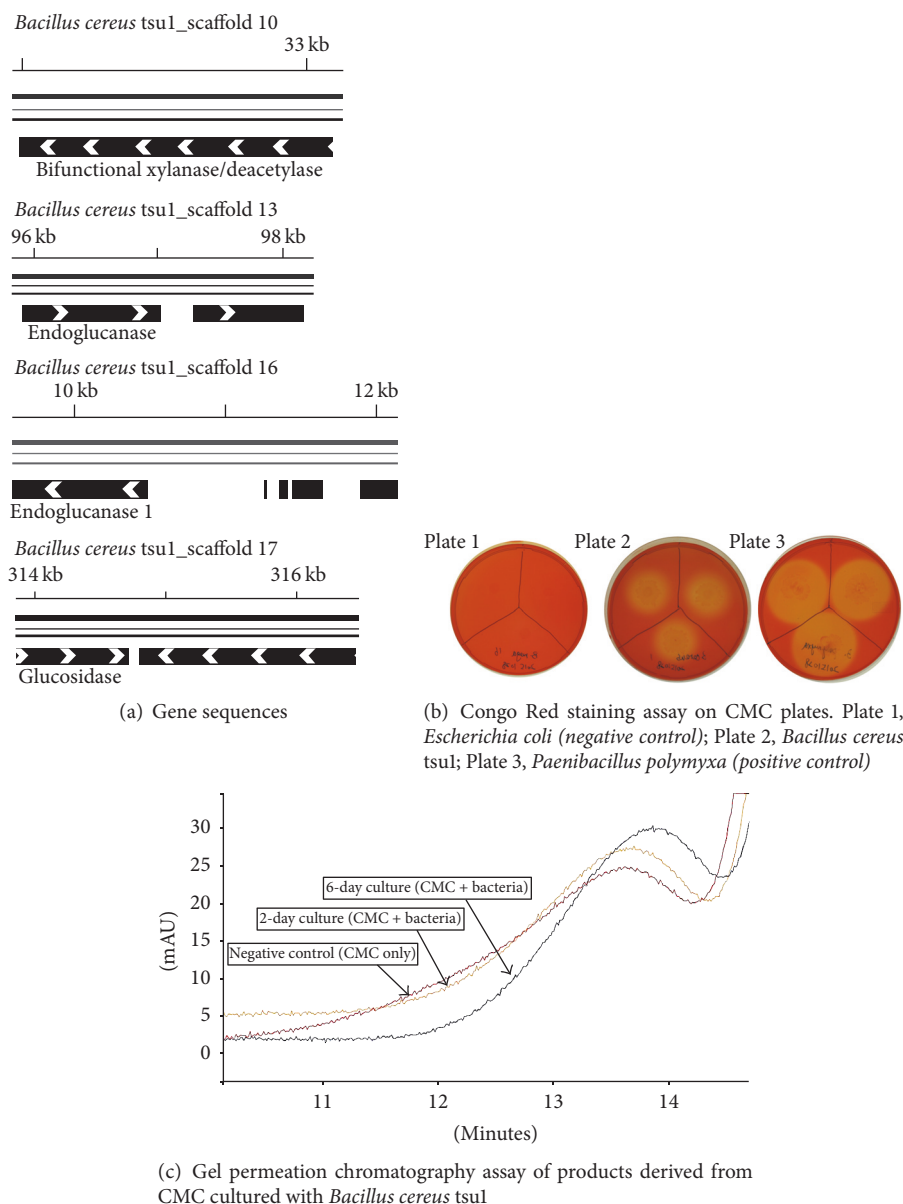 Bacillus cereus tsu1_scaffold 10
33 kb
Bifunctional xylanase/deacetylase
Bacillus cereus tsu1_scaffold 13
96 kb 98 kb
Endoglucanase
Bacillus cereus tsu1_scaffold 16
10 kb 12 kb
Endoglucanase 1
Bacillus cereus tsu1_scaffold 17
314 kb 316 kb
Glucosidase
(a) Gene sequences
Plate 1 Plate 2 Plate 3
(b) Congo Red staining assay on CMC plates. Plate 1,
Escherichia coli (negative control); Plate 2, Bacillus cereus
tsu1; Plate 3, Paenibacillus polymyxa (positive control)
30
25
20
15
10
5
0
(mAU)
6-day culture (CMC + bacteria)
2-day culture (CMC + bacteria)
Negative control (CMC only)
11 12 13 14
(Minutes)
(c) Gel permeation chromatography assay of products derived from
CMC cultured with Bacillus cereus tsu1